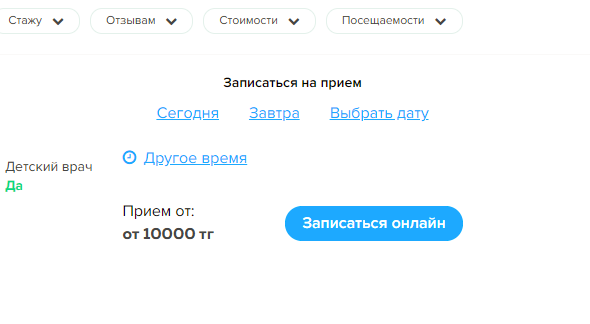 Стажу
Отзывам
Стоимости
Посещаемости
Записаться на прием
Сегодня
Завтра
Выбрать дату
Другое время
Детский врач
Да
Прием от:
от 10000 тг
Записаться онлайн